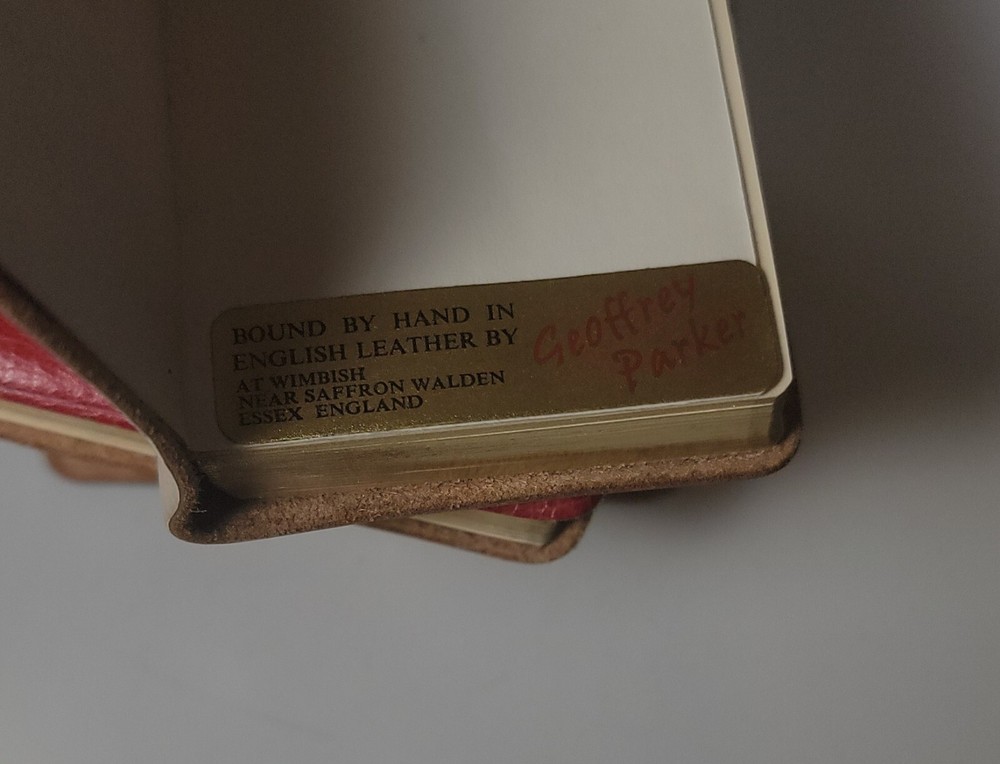 BOUND BY HAND IN
ENGLISH LEATHER BY
AT WIMBISH
NEAR SAFFRON WALDEN
ESSEX ENGLAND
Geoffrey
Parker